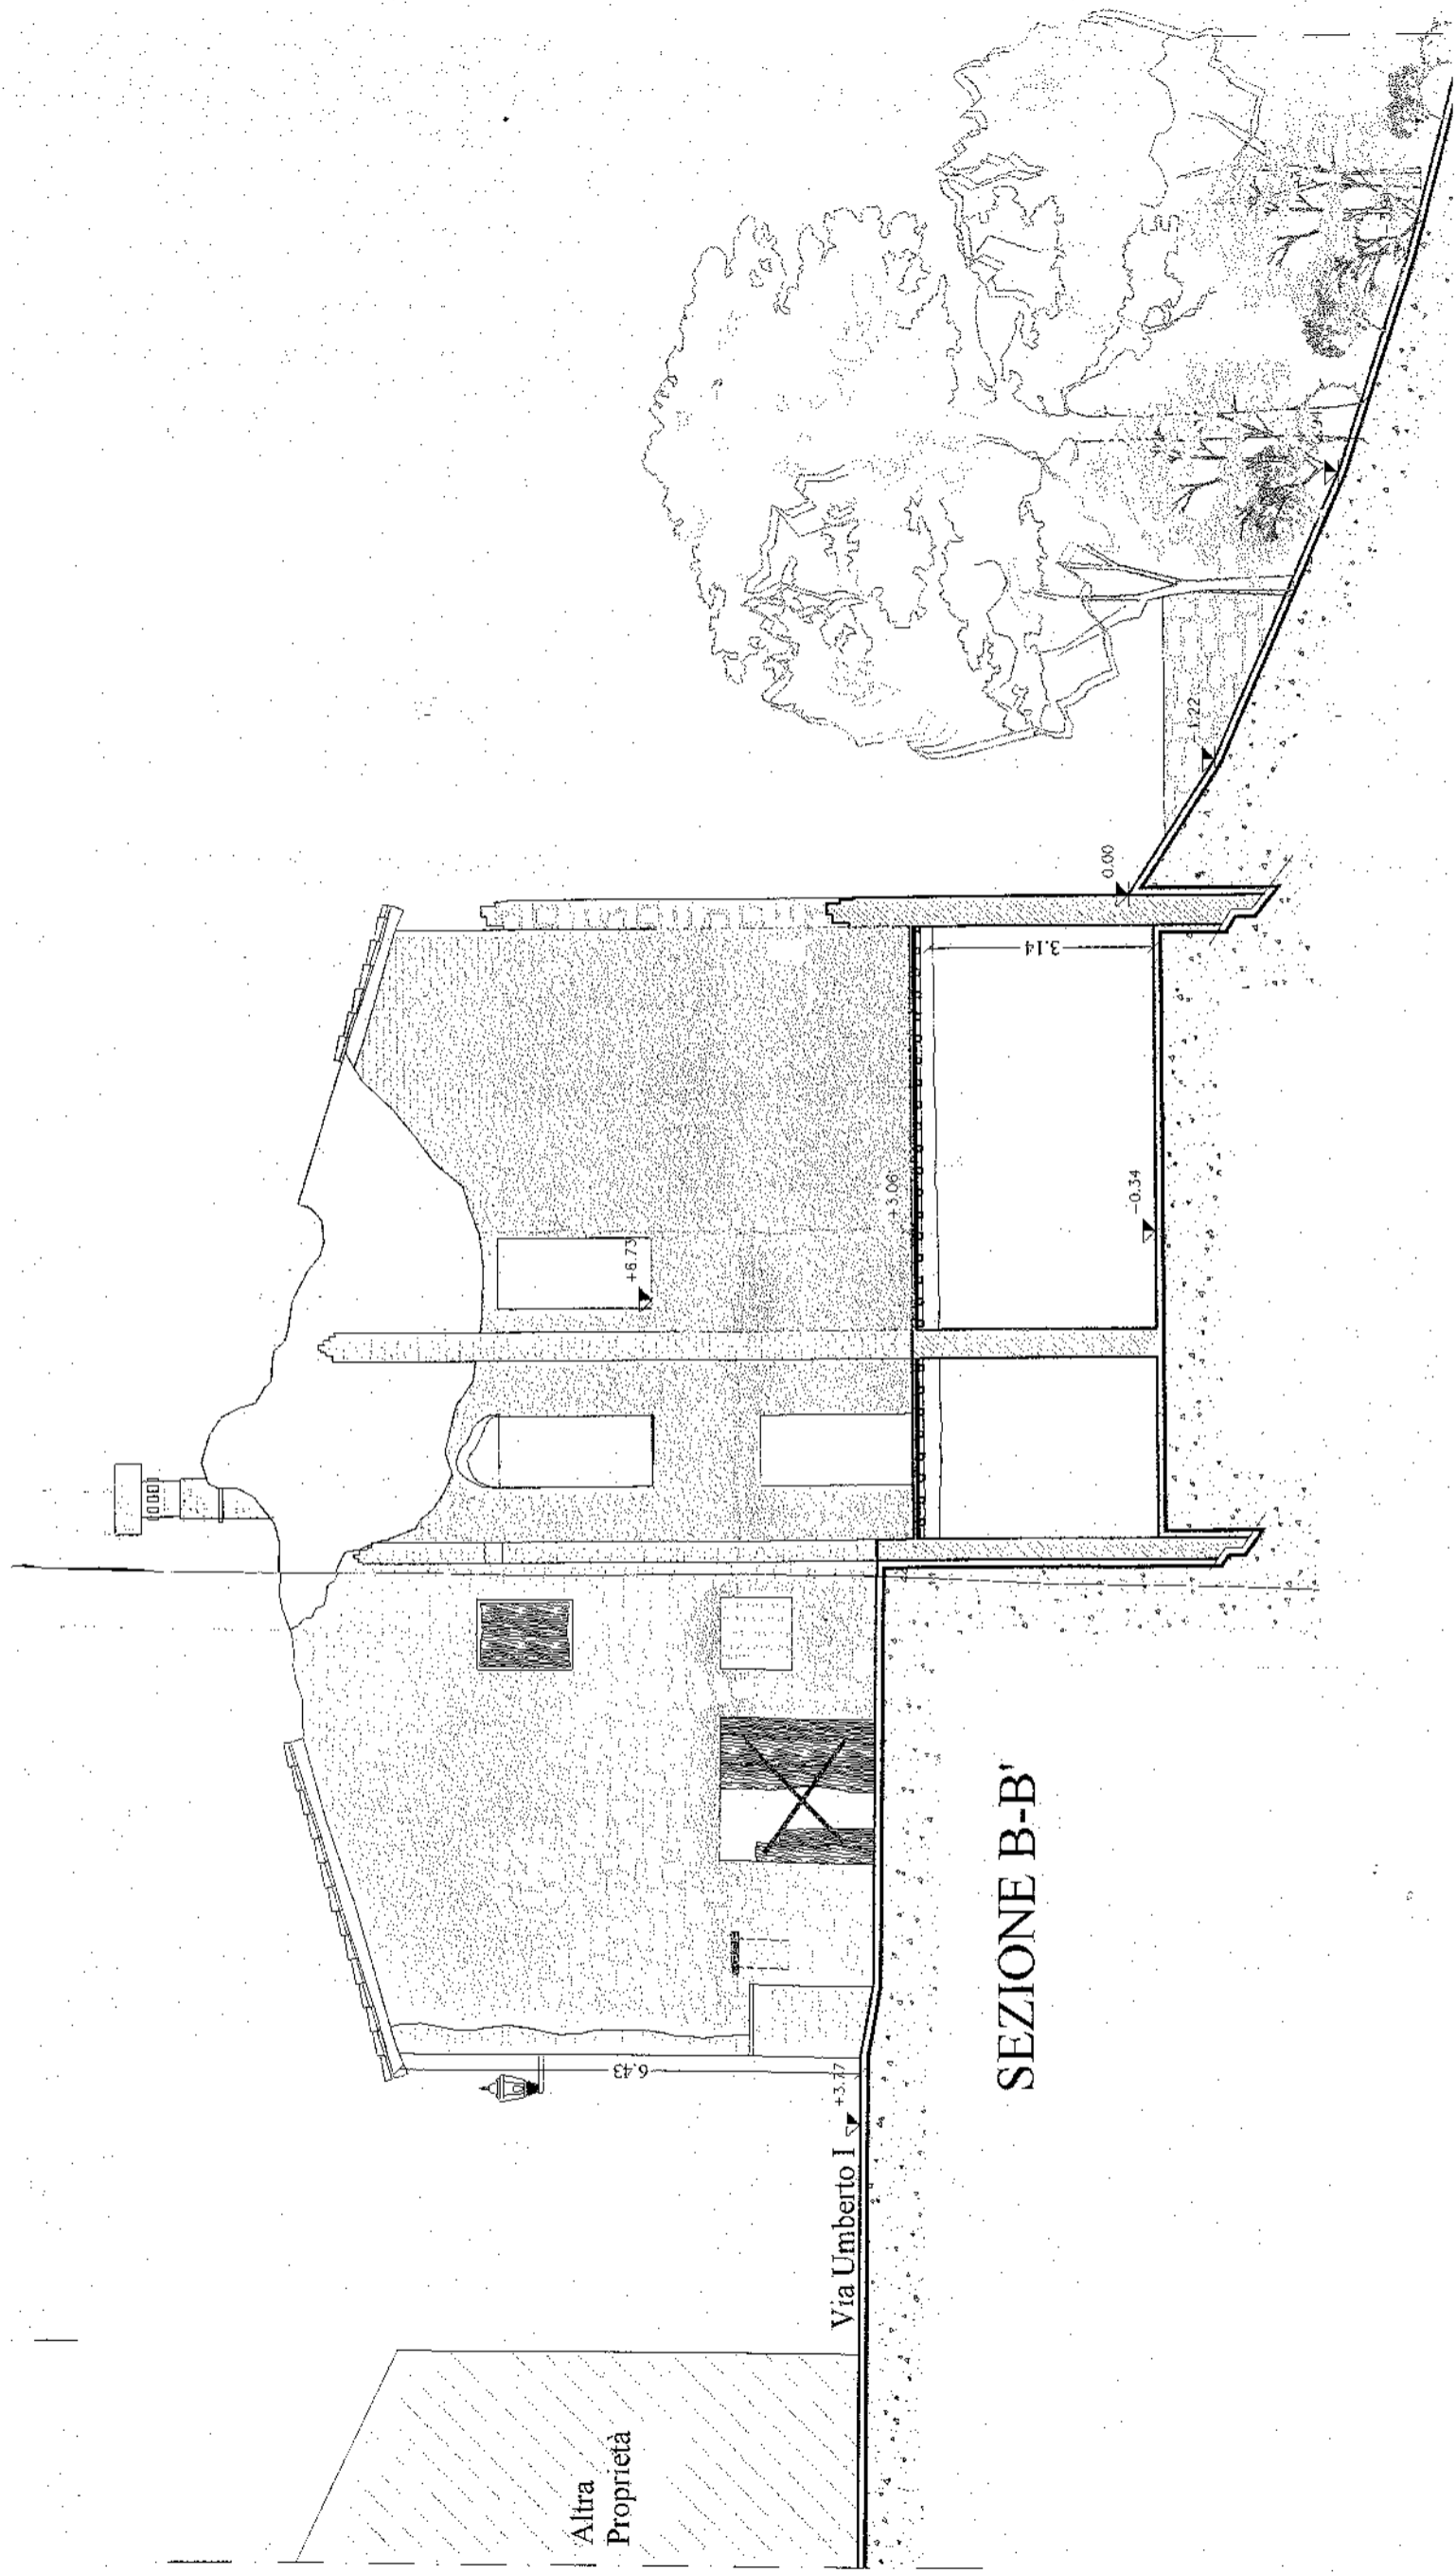 Altra
Proprietà
Via Umberto I
+3.77
6.43
+6.73
+3.06
-0.34
3.14
0.00
-1.22
SEZIONE B-B'